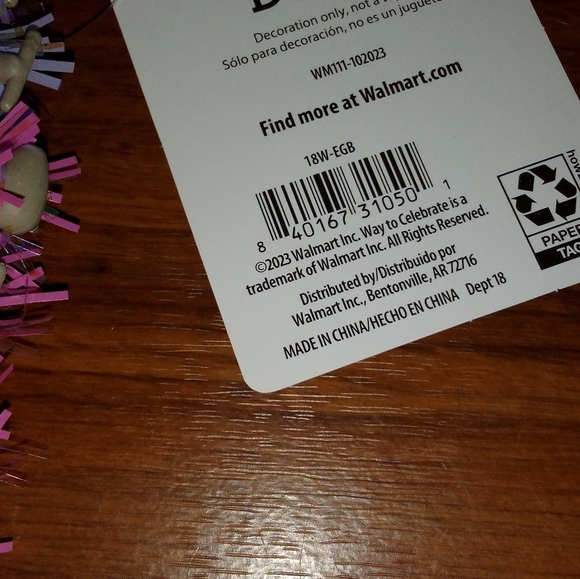 Decoration only, not a
Sólo para decoración, no es un juguete
WM111-102023
Find more at Walmart.com
18W-EGB
8 40167 31050 1
©2023 Walmart Inc. Way to Celebrate is a
trademark of Walmart Inc. All Rights Reserved.
Distributed by/Distribuido por
Walmart Inc., Bentonville, AR 72716
MADE IN CHINA/HECHO EN CHINA Dept 18
PAPER